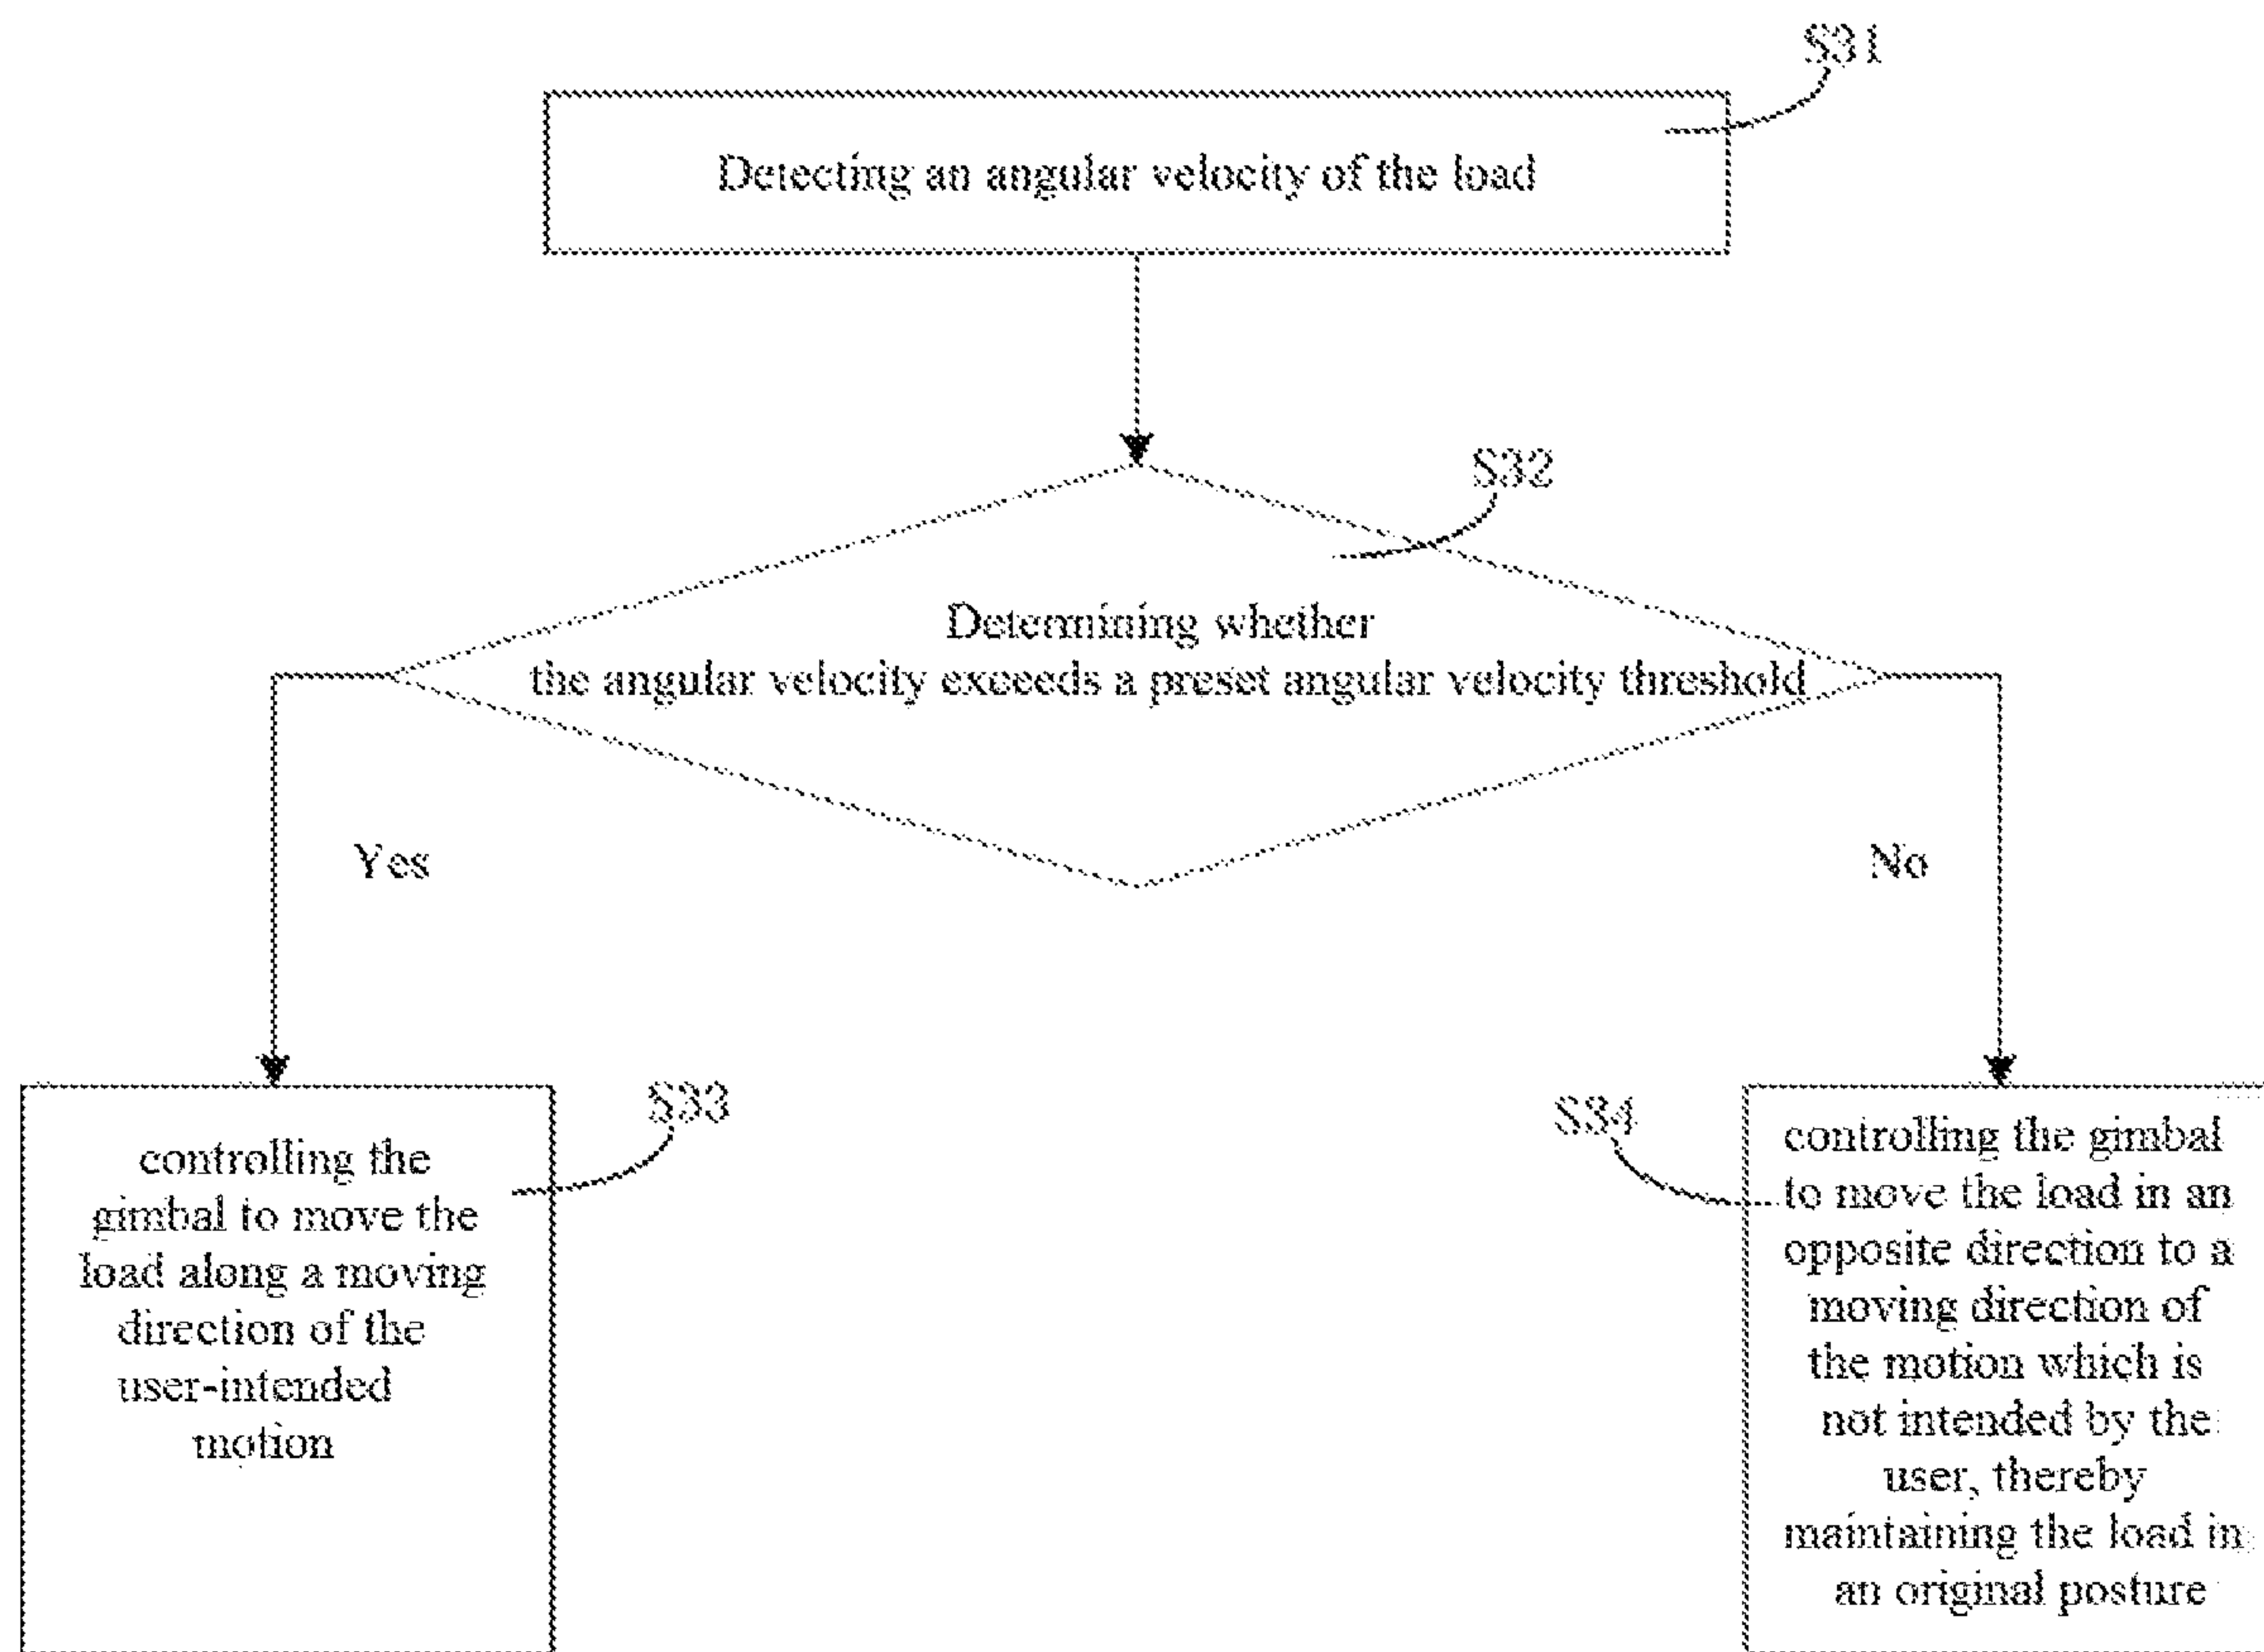 S31
Detecting an angular velocity of the load
S32
Determining whether
the angular velocity exceeds a preset angular velocity threshold
Yes
No
S33
controlling the
gimbal to move the
load along a moving
direction of the
user-intended
motion
S34
controlling the gimbal
to move the load in an
opposite direction to a
moving direction of
the motion which is
not intended by the
user, thereby
maintaining the load in
an original posture